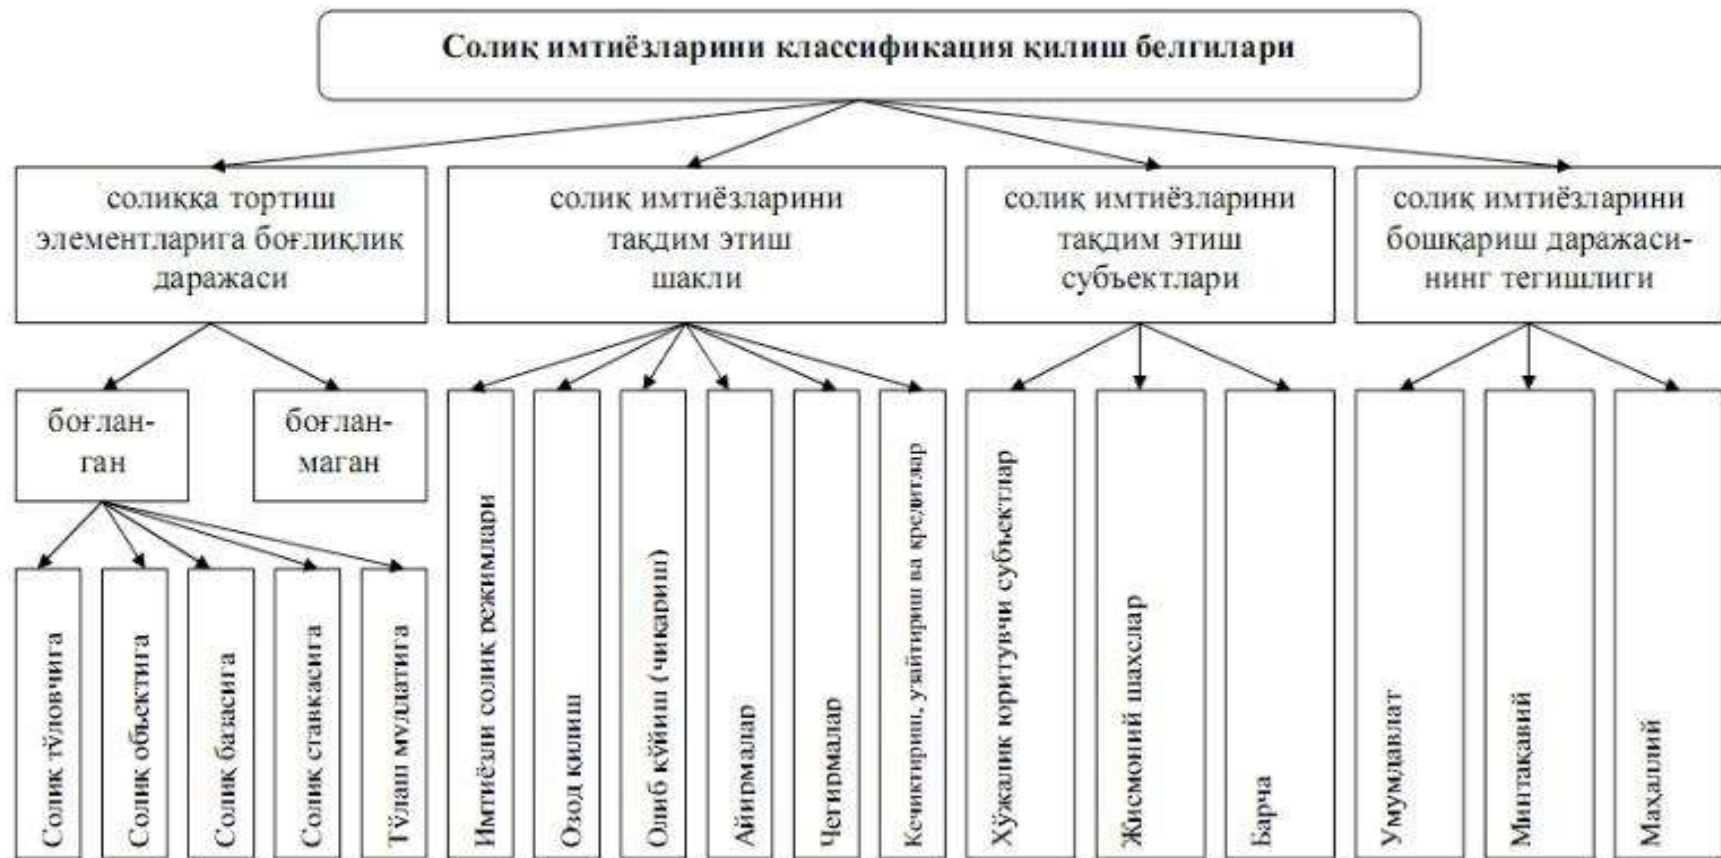 Солиқ имтиёзларини классификация қилиш белгилари
солиққа тортиш
элементларига боғлиқлик
даражаси
солиқ имтиёзларини
тақдим этиш
шакли
солиқ имтиёзларини
тақдим этиш
субъектлари
солиқ имтиёзларини
бошқариш даражаси-
нинг тегишлиги
боғлан-
ган
боғлан-
маган
Солиқ тўловчига
Солиқ объектига
Солиқ базасига
Солиқ ставкасига
Тўлаш муддатига
Имтиёзли солиқ режимлари
Озод қилиш
Олиб қўйиш (чиқариш)
Айирмалар
Чегирмалар
Кечиктириш, узайтириш ва кредитлар
Хўжалик юритувчи субъектлар
Жисмоний шахслар
Барча
Умумдавлат
Минтақавий
Маҳаллий